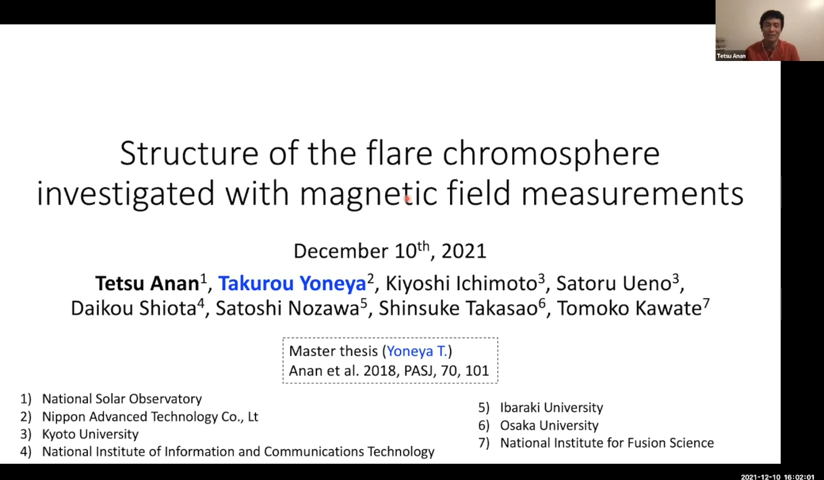 Tetsu Anan
Structure of the flare chromosphere
investigated with magnetic field measurements
December 10th, 2021
Tetsu Anan1, Takurou Yoneya2, Kiyoshi Ichimoto3, Satoru Ueno3,
Daikou Shiota4, Satoshi Nozawa5, Shinsuke Takasao6, Tomoko Kawate7
Master thesis (Yoneya T.)
Anan et al. 2018, PASJ, 70, 101
1) National Solar Observatory
2) Nippon Advanced Technology Co., Lt
3) Kyoto University
4) National Institute of Information and Communications Technology
5) Ibaraki University
6) Osaka University
7) National Institute for Fusion Science
2021-12-10 16:02:01